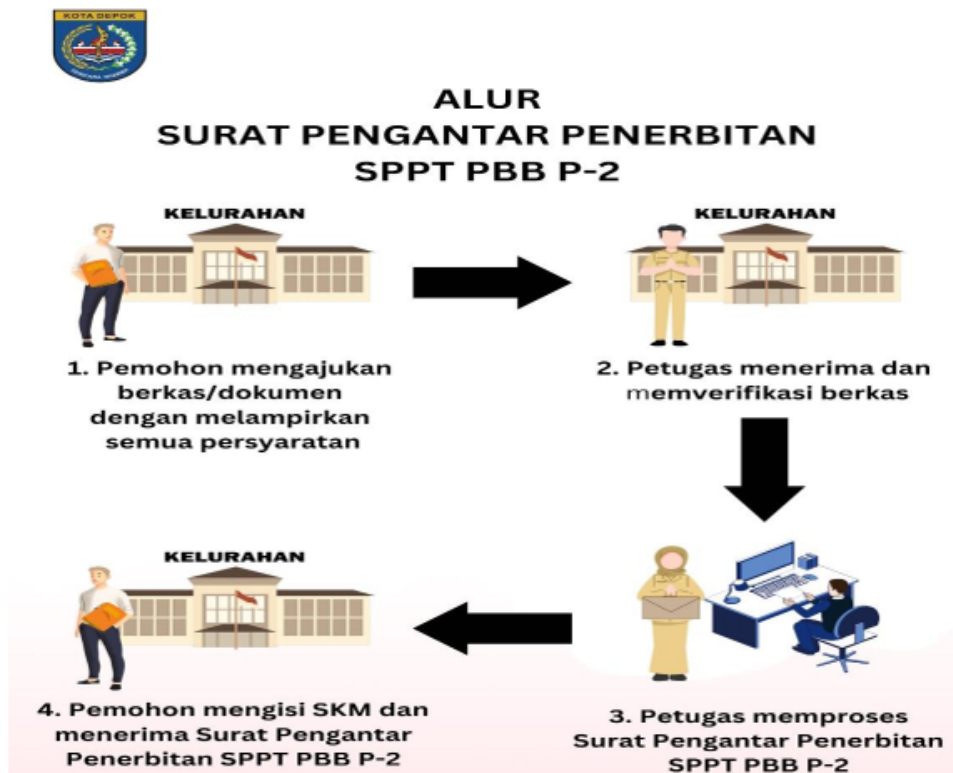 KOTA DEPOK
ALUR
SURAT PENGANTAR PENERBITAN
SPPT PBB P-2
KELURAHAN
1. Pemohon mengajukan
berkas/dokumen
dengan melampirkan
semua persyaratan
KELURAHAN
2. Petugas menerima dan
memverifikasi berkas
3. Petugas memproses
Surat Pengantar Penerbitan
SPPT PBB P-2
KELURAHAN
4. Pemohon mengisi SKM dan
menerima Surat Pengantar
Penerbitan SPPT PBB P-2